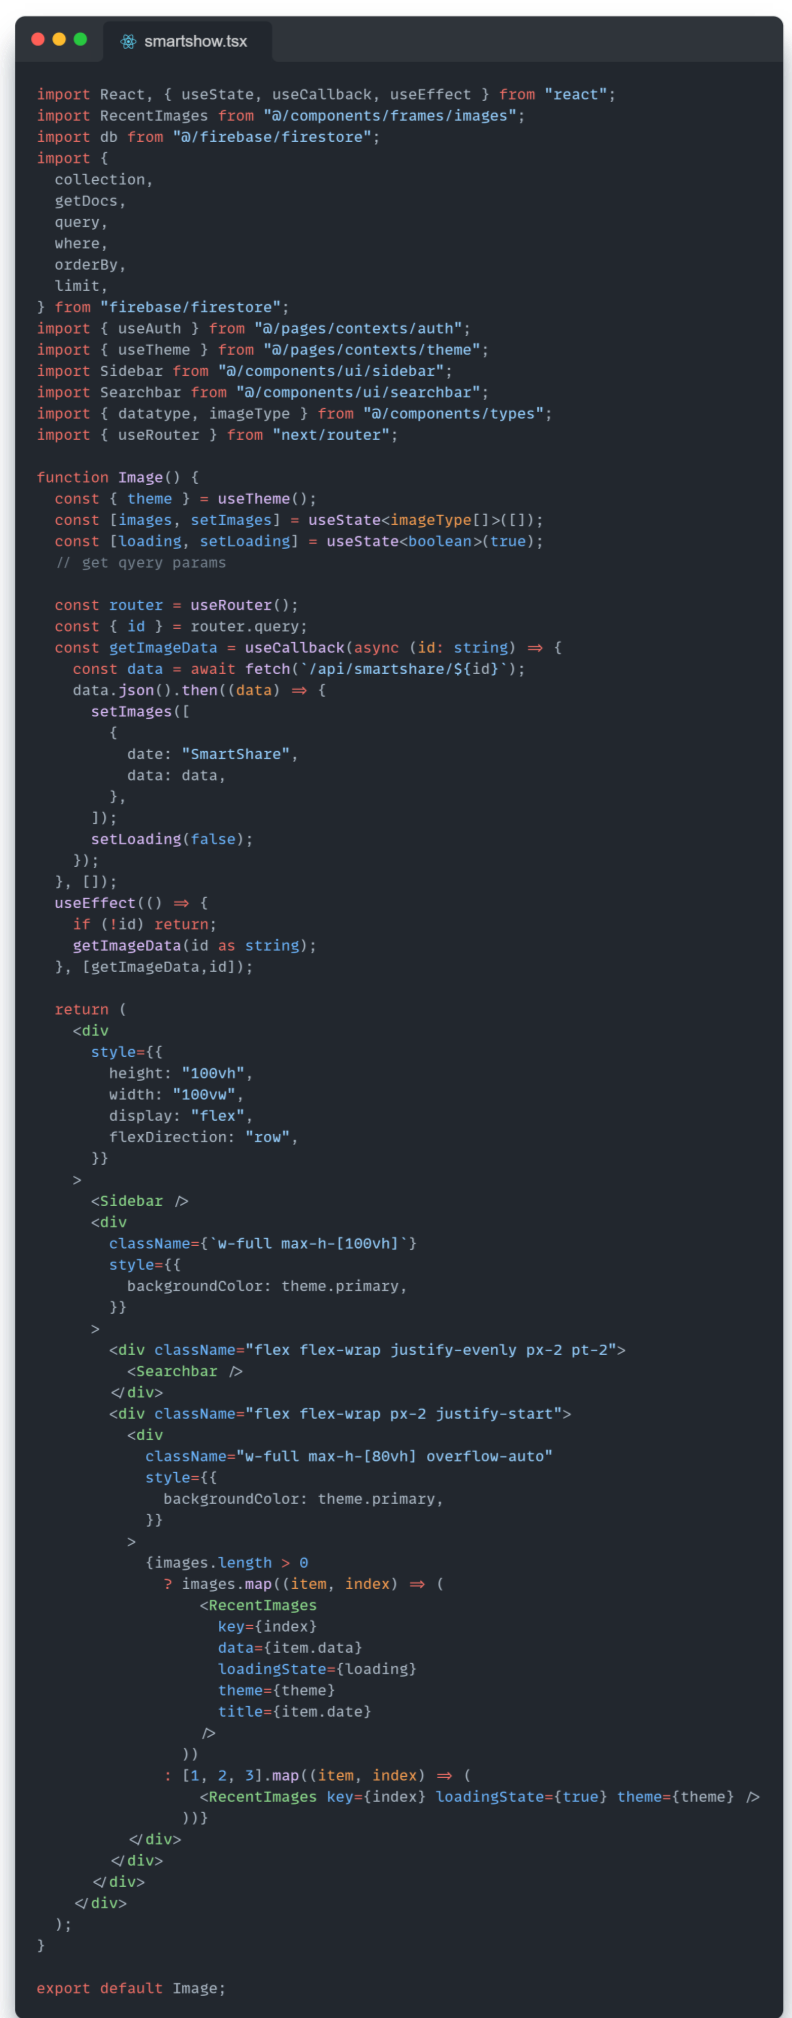 smartshow.tsx
import React, { useState, useCallback, useEffect } from "react";
import RecentImages from "@/components/frames/images";
import db from "@/firebase/firestore";
import {
  collection,
  getDocs,
  query,
  where,
  orderBy,
  limit,
} from "firebase/firestore";
import { useAuth } from "@/pages/contexts/auth";
import { useTheme } from "@/pages/contexts/theme";
import Sidebar from "@/components/ui/sidebar";
import Searchbar from "@/components/ui/searchbar";
import { datatype, imageType } from "@/components/types";
import { useRouter } from "next/router";

function Image() {
  const { theme } = useTheme();
  const [images, setImages] = useState<imageType[]>([]);
  const [loading, setLoading] = useState<boolean>(true);
  // get qyery params

  const router = useRouter();
  const { id } = router.query;
  const getImageData = useCallback(async (id: string) => {
    const data = await fetch(`/api/smartshare/${id}`);
    data.json().then((data) => {
      setImages([
        {
          date: "SmartShare",
          data: data,
        },
      ]);
      setLoading(false);
    });
  }, []);
  useEffect(() => {
    if (!id) return;
    getImageData(id as string);
  }, [getImageData,id]);

  return (
    <div
      style={{
        height: "100vh",
        width: "100vw",
        display: "flex",
        flexDirection: "row",
      }}
    >
      <Sidebar />
      <div
        className={`w-full max-h-[100vh]`}
        style={{
          backgroundColor: theme.primary,
        }}
      >
        <div className="flex flex-wrap justify-evenly px-2 pt-2">
          <Searchbar />
        </div>
        <div className="flex flex-wrap px-2 justify-start">
          <div
            className="w-full max-h-[80vh] overflow-auto"
            style={{
              backgroundColor: theme.primary,
            }}
          >
            {images.length > 0
              ? images.map((item, index) => (
                  <RecentImages
                    key={index}
                    data={item.data}
                    loadingState={loading}
                    theme={theme}
                    title={item.date}
                  />
                ))
              : [1, 2, 3].map((item, index) => (
                  <RecentImages key={index} loadingState={true} theme={theme} />
                ))}
          </div>
        </div>
      </div>
    </div>
  );
}

export default Image;